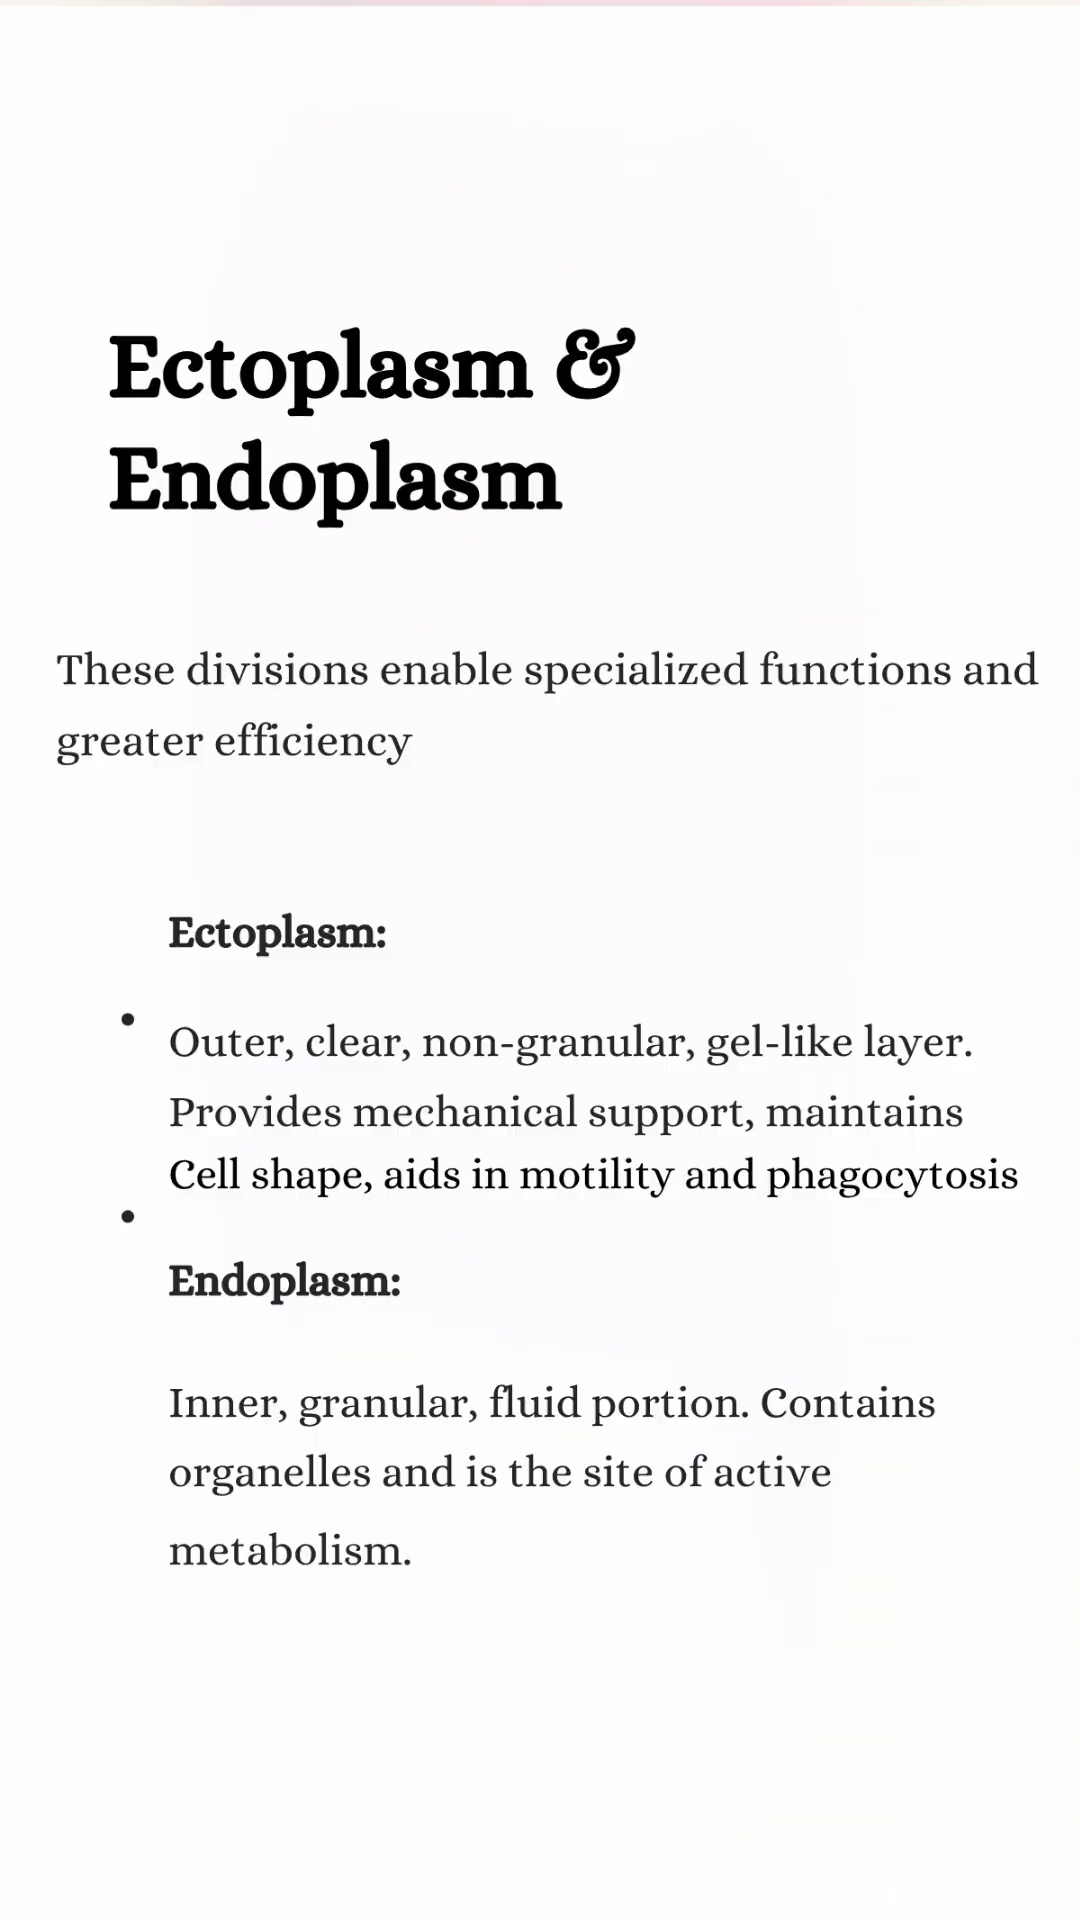 Ectoplasm &
Endoplasm
These divisions enable specialized functions and
greater efficiency
Ectoplasm:
• Outer, clear, non-granular, gel-like layer.
Provides mechanical support, maintains
Cell shape, aids in motility and phagocytosis
•
Endoplasm:
Inner, granular, fluid portion. Contains
organelles and is the site of active
metabolism.